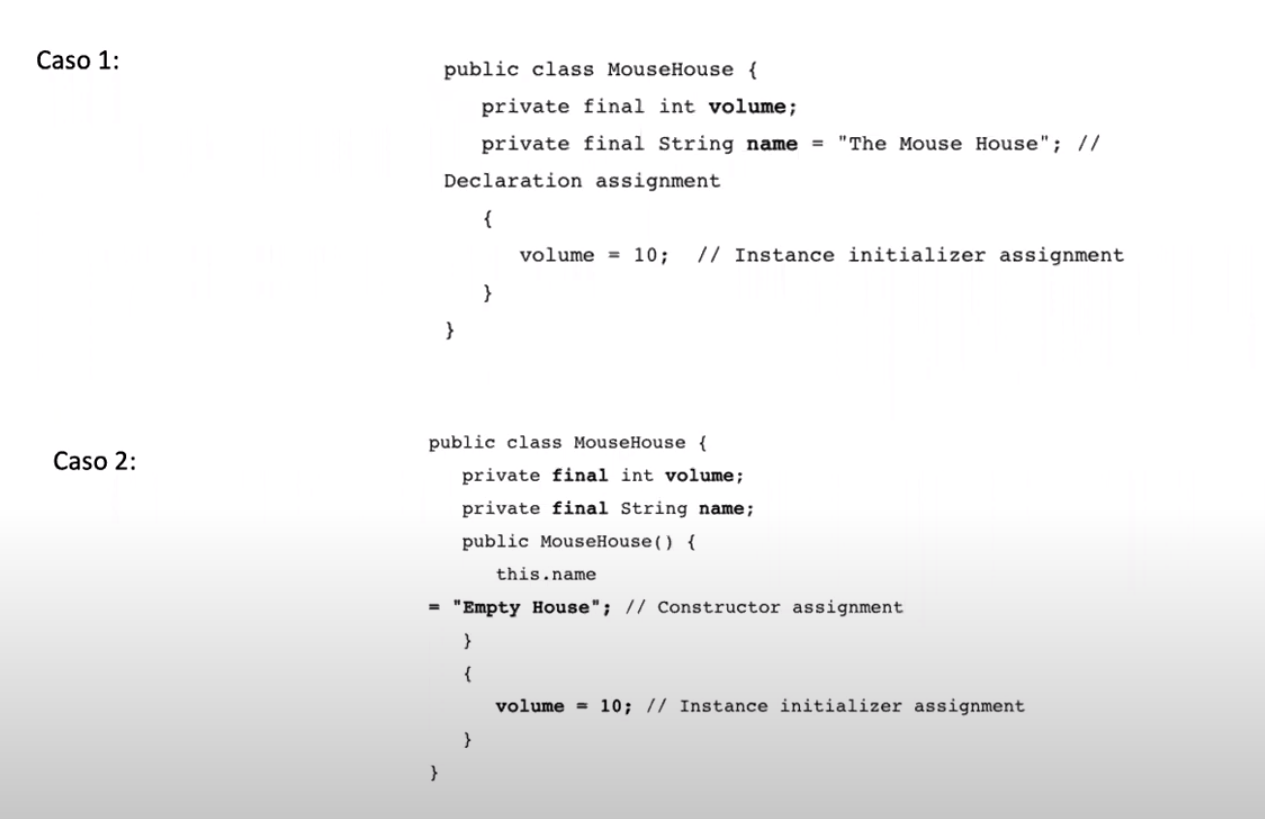 Caso 1:
public class MouseHouse {
private final int volume;
private final String name = "The Mouse House"; //
Declaration assignment
{
volume = 10; // Instance initializer assignment
}
}
Caso 2:
public class MouseHouse {
private final int volume;
private final String name;
public MouseHouse() {
this.name
= "Empty House"; // Constructor assignment
}
{
volume = 10; // Instance initializer assignment
}
}